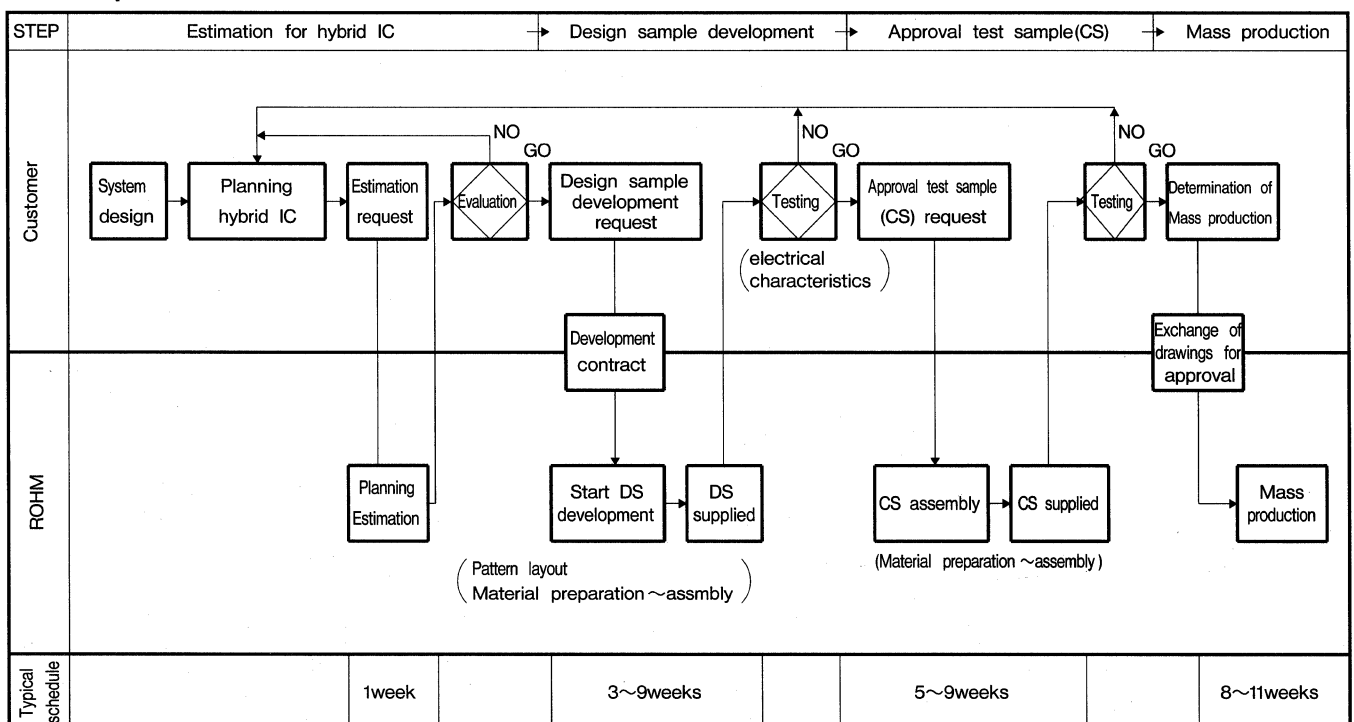 STEP
Estimation for hybrid IC
Design sample development
Approval test sample(CS)
Mass production
Customer
NO
GO
NO
GO
NO
GO
System
design
Planning
hybrid IC
Estimation
request
Evaluation
Design sample
development
request
Testing
Approval test sample
(CS) request
Testing
Determination of
Mass production
(electrical
characteristics)
Development
contract
Exchange of
drawings for
approval
ROHM
Planning
Estimation
Start DS
development
DS
supplied
CS assembly
CS supplied
Mass
production
(Pattern layout
Material preparation〜assmbly)
(Material preparation〜assembly)
Typical
schedule
1week
3〜9weeks
5〜9weeks
8〜11weeks